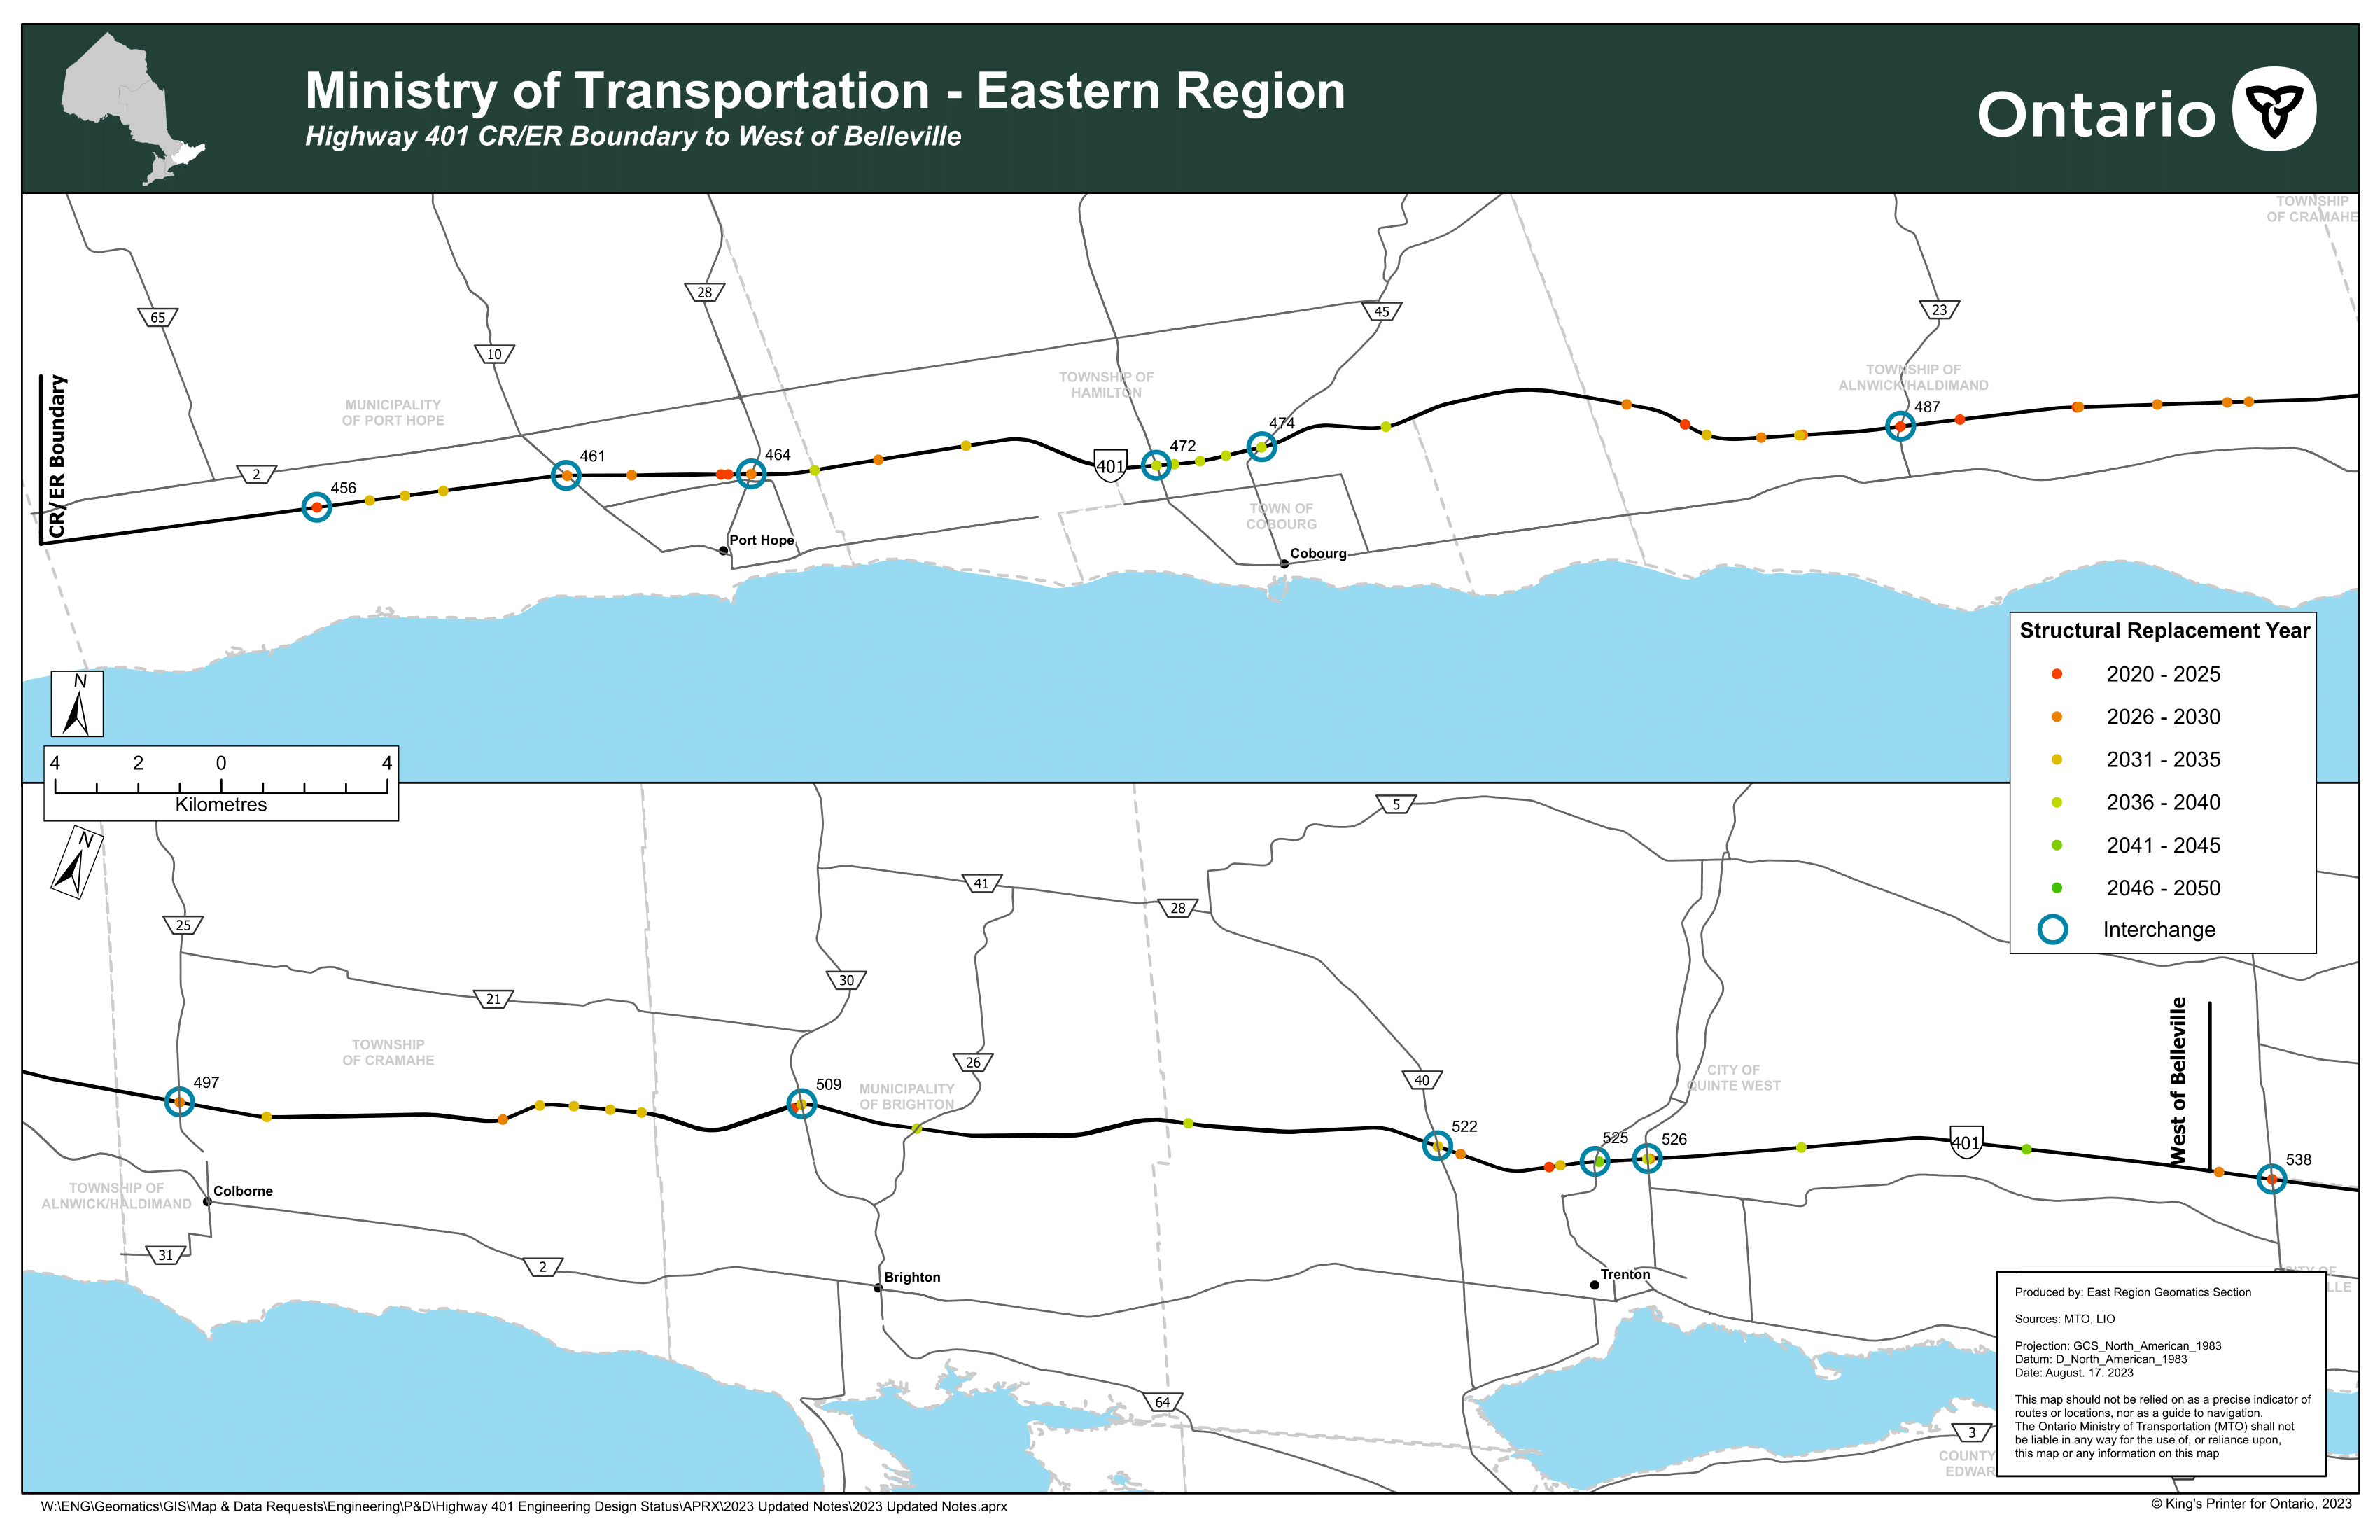 Ministry of Transportation - Eastern Region
Highway 401 CR/ER Boundary to West of Belleville
Ontario
TOWNSHIP
OF CRAMAHE
65
10
28
45
23
2
CR/ER Boundary
MUNICIPALITY
OF PORT HOPE
TOWNSHIP OF
HAMILTON
TOWNSHIP OF
ALNWICK/HALDIMAND
456
461
464
401
472
474
487
TOWN OF
COBOURG
Port Hope
Cobourg
N
4 2 0 4
Kilometres
Structural Replacement Year
2020 - 2025
2026 - 2030
2031 - 2035
2036 - 2040
2041 - 2045
2046 - 2050
Interchange
N
5
41
28
25
30
21
26
40
TOWNSHIP
OF CRAMAHE
MUNICIPALITY
OF BRIGHTON
CITY OF
QUINTE WEST
497
509
522
525
526
401
538
West of Belleville
TOWNSHIP OF
ALNWICK/HALDIMAND
Colborne
31
2
Brighton
Trenton
64
3
CITY OF
COUNTY
EDWAR
Produced by: East Region Geomatics Section
Sources: MTO, LIO
Projection: GCS_North_American_1983
Datum: D_North_American_1983
Date: August. 17. 2023
This map should not be relied on as a precise indicator of
routes or locations, nor as a guide to navigation.
The Ontario Ministry of Transportation (MTO) shall not
be liable in any way for the use of, or reliance upon,
this map or any information on this map
W:\ENG\Geomatics\GIS\Map & Data Requests\Engineering\P&D\Highway 401 Engineering Design Status\APRX\2023 Updated Notes\2023 Updated Notes.aprx
© King's Printer for Ontario, 2023